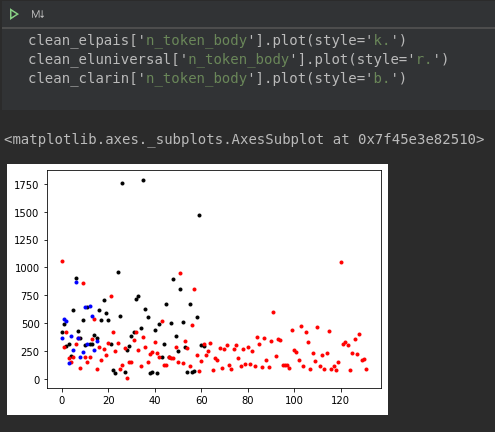 M↓
clean_elpais['n_token_body'].plot(style='k.')
clean_eluniversal['n_token_body'].plot(style='r.')
clean_clarin['n_token_body'].plot(style='b.')
<matplotlib.axes._subplots.AxesSubplot at 0x7f45e3e82510>
1750
1500
1250
1000
750
500
250
0
0 20 40 60 80 100 120